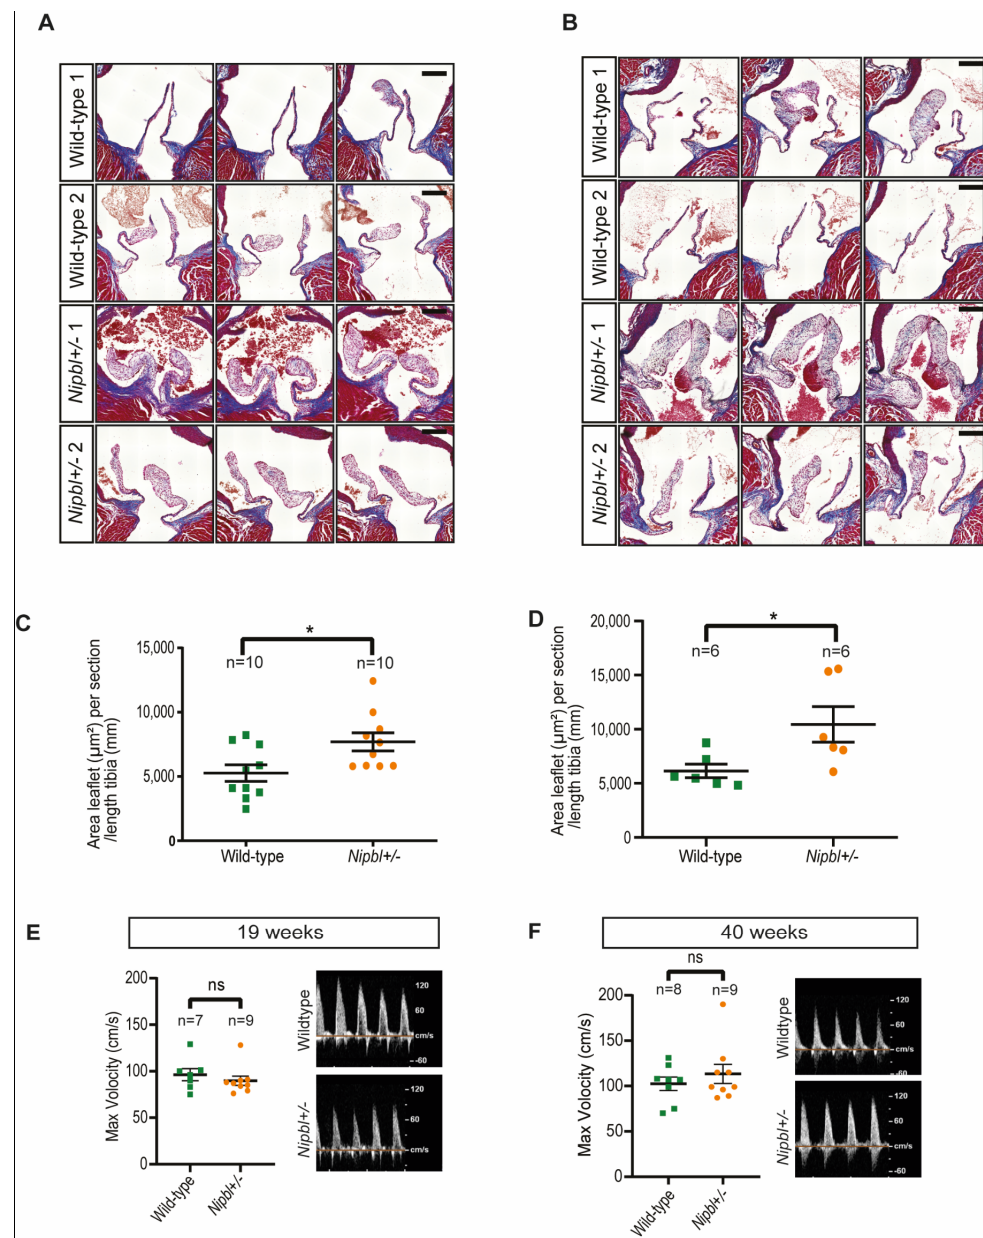 A
B
Wild-type 1
Wild-type 2
Nipbl+/- 1
Nipbl+/- 2
Wild-type 1
Wild-type 2
Nipbl+/- 1
Nipbl+/- 2
C
Area leaflet (µm²) per section
/length tibia (mm)
15,000
10,000
5,000
0
*
n=10
n=10
Wild-type
Nipbl+/-
D
Area leaflet (µm²) per section
/length tibia (mm)
20,000
15,000
10,000
5,000
0
*
n=6
n=6
Wild-type
Nipbl+/-
E
19 weeks
Max Volocity (cm/s)
200
150
100
50
0
ns
n=7
n=9
Wild-type
Nipbl+/-
Wildtype
120
60
cm/s
-60
Nipbl+/-
120
60
cm/s
F
40 weeks
Max Volocity (cm/s)
200
150
100
50
0
ns
n=8
n=9
Wild-type
Nipbl+/-
Wildtype
120
60
cm/s
-60
Nipbl+/-
120
60
cm/s
-60